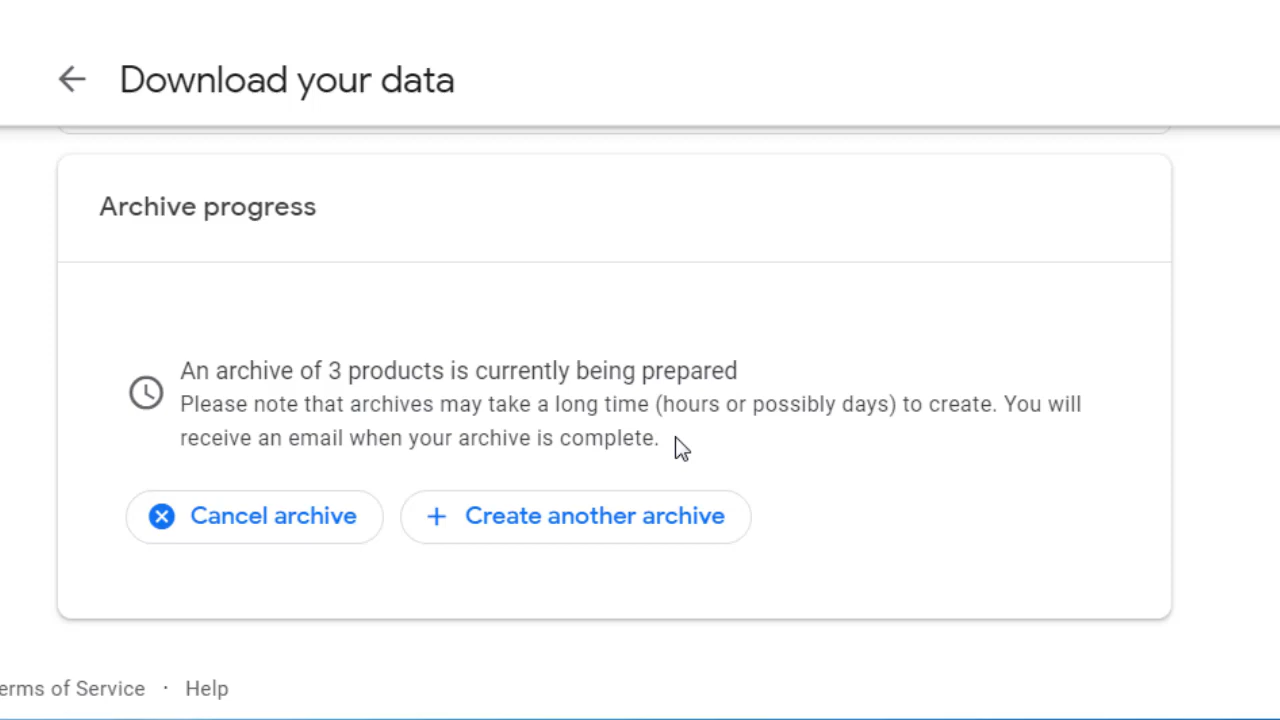 Download your data
Archive progress
An archive of 3 products is currently being prepared
Please note that archives may take a long time (hours or possibly days) to create. You will
receive an email when your archive is complete.
Cancel archive
Create another archive
erms of Service · Help